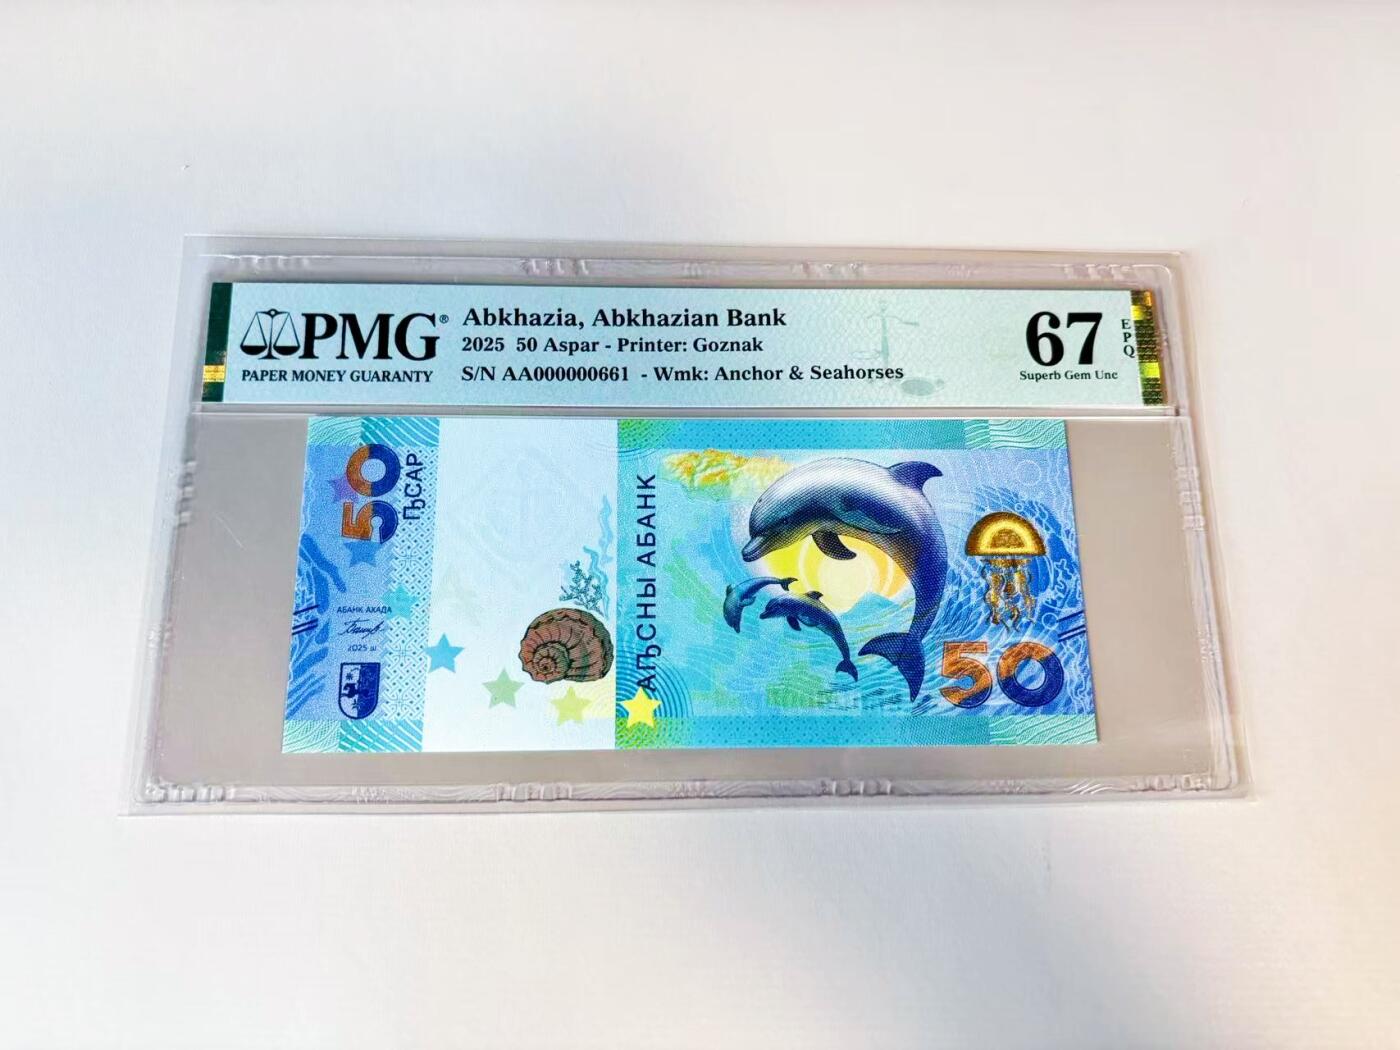 PMG®
PAPER MONEY GUARANTY
Abkhazia, Abkhazian Bank
2025 50 Aspar - Printer: Goznak
S/N AA000000661 - Wmk: Anchor & Seahorses
67
EPQ
Superb Gem Unc
50
ҦСАР
АБАНК АХАДА
2025 ш
АҦСНЫ АБАНК
50